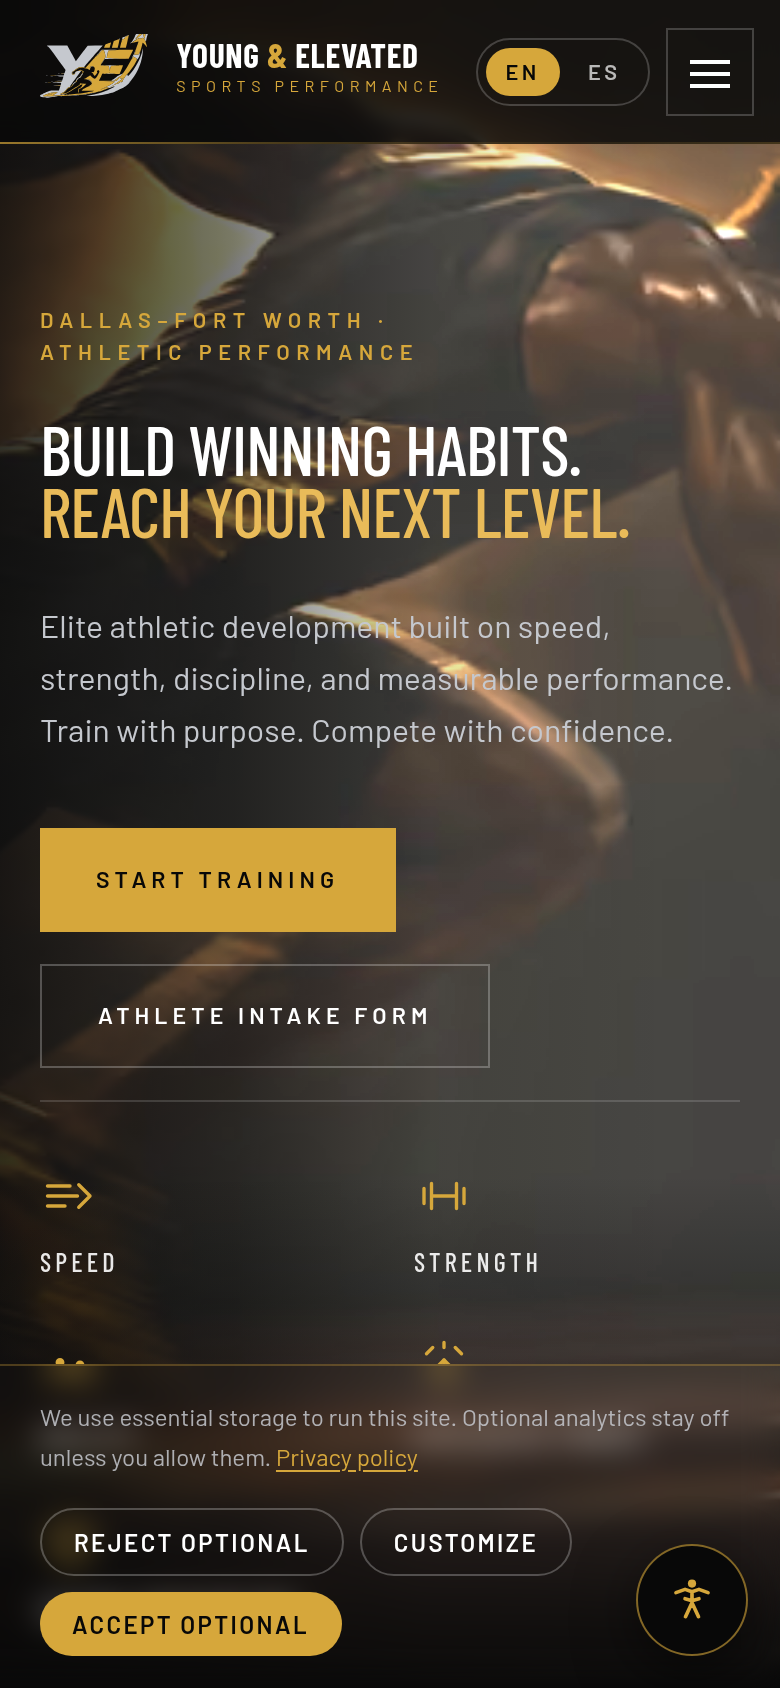 YE
YOUNG & ELEVATED
SPORTS PERFORMANCE
EN
ES
DALLAS–FORT WORTH ·
ATHLETIC PERFORMANCE
BUILD WINNING HABITS.
REACH YOUR NEXT LEVEL.
Elite athletic development built on speed,
strength, discipline, and measurable performance.
Train with purpose. Compete with confidence.
START TRAINING
ATHLETE INTAKE FORM
SPEED
STRENGTH
We use essential storage to run this site. Optional analytics stay off
unless you allow them. Privacy policy
REJECT OPTIONAL
CUSTOMIZE
ACCEPT OPTIONAL